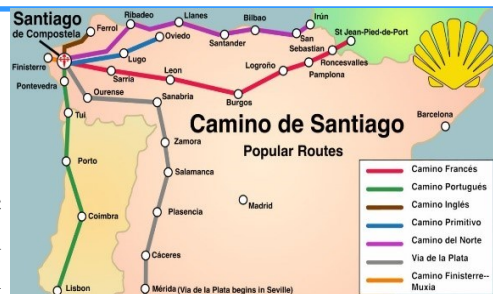 Santiago
de Compostela
Ferrol
Ribadeo
Llanes
Bilbao
Irún
St Jean-Pied-de-Port
Oviedo
Santander
San
Sebastian
Roncesvalles
Finisterre
Lugo
Sarria
Leon
Logroño
Pamplona
Pontevedra
Ourense
Sanabria
Burgos
Tui
Camino de Santiago
Popular Routes
Barcelona
Zamora
Porto
Salamanca
Madrid
Coimbra
Plasencia
Cáceres
Lisbon
Mérida (Via de la Plata begins in Seville)
Camino Francés
Camino Portugués
Camino Inglés
Camino Primitivo
Camino del Norte
Via de la Plata
Camino Finisterre--
Muxia